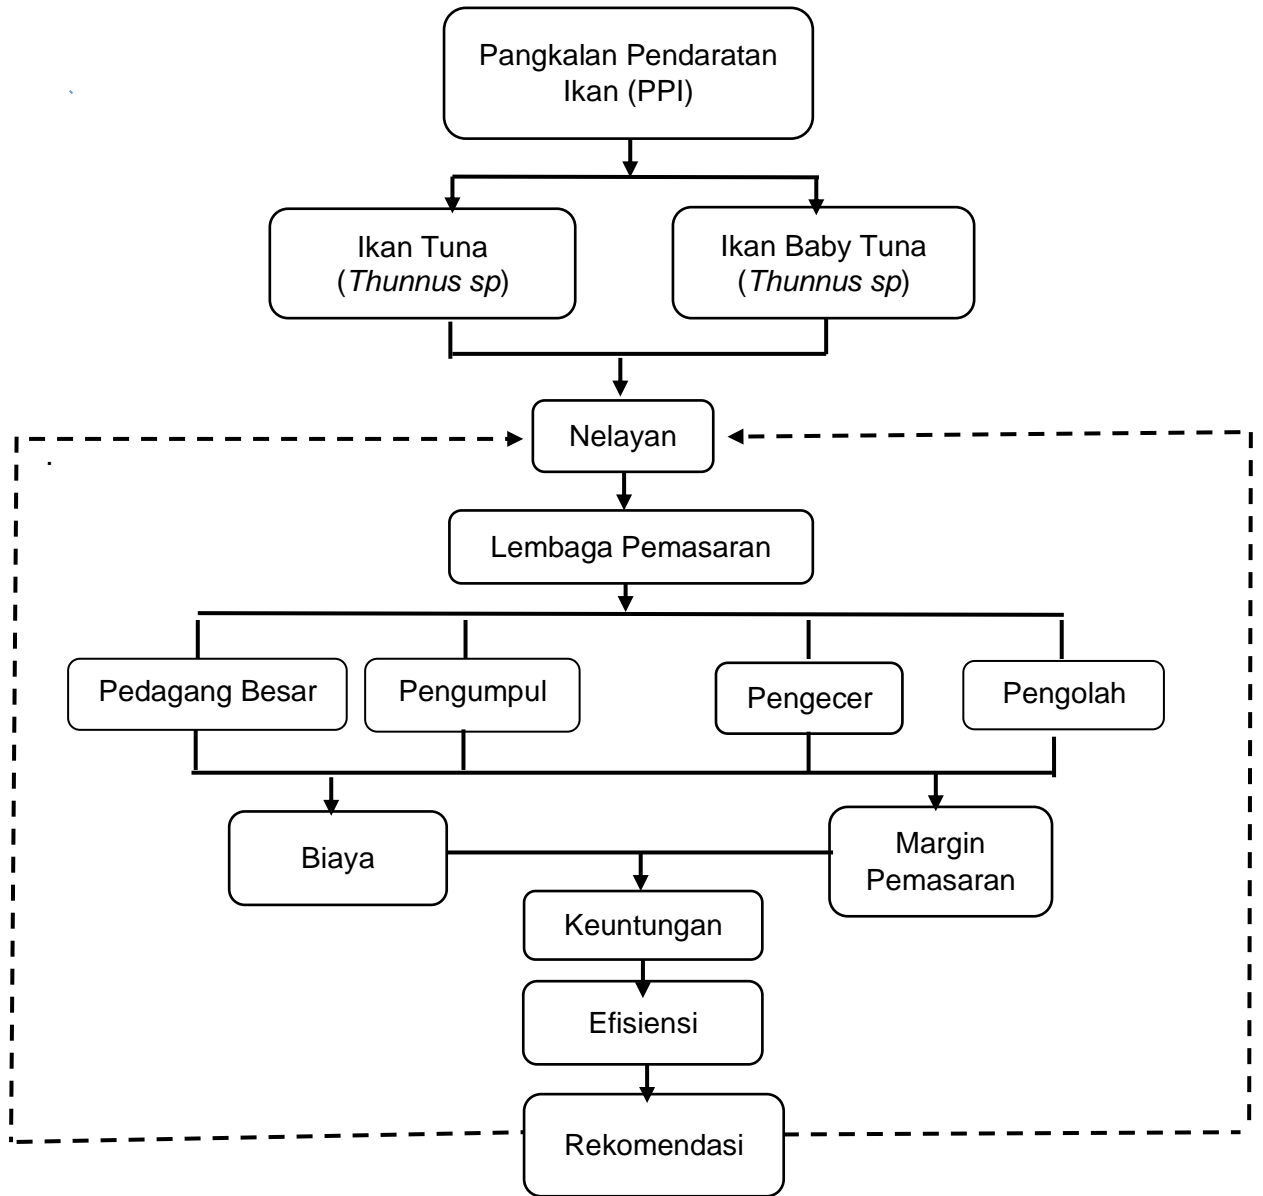 Pangkalan Pendaratan
Ikan (PPI)
Ikan Tuna
(Thunnus sp)
Ikan Baby Tuna
(Thunnus sp)
Nelayan
Lembaga Pemasaran
Pedagang Besar
Pengumpul
Pengecer
Pengolah
Biaya
Margin
Pemasaran
Keuntungan
Efisiensi
Rekomendasi